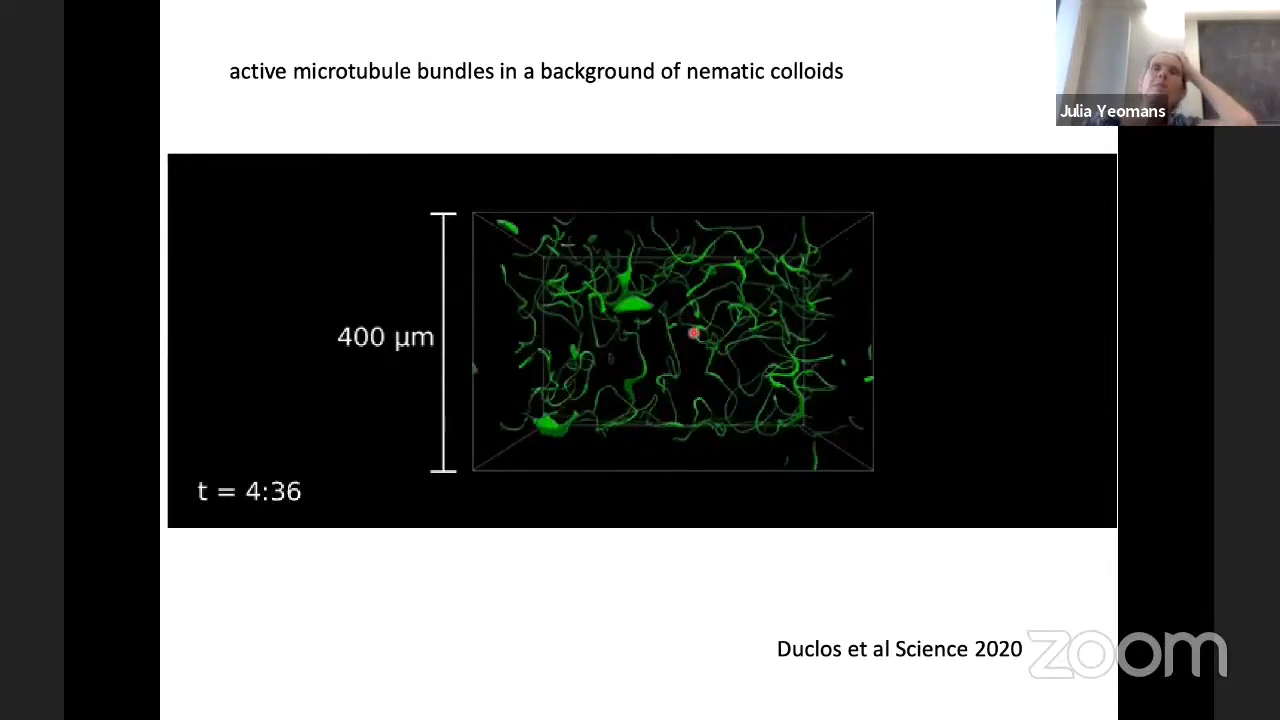 active microtubule bundles in a background of nematic colloids
Julia Yeomans
400 μm
t = 4:36
Duclos et al Science 2020
zoom